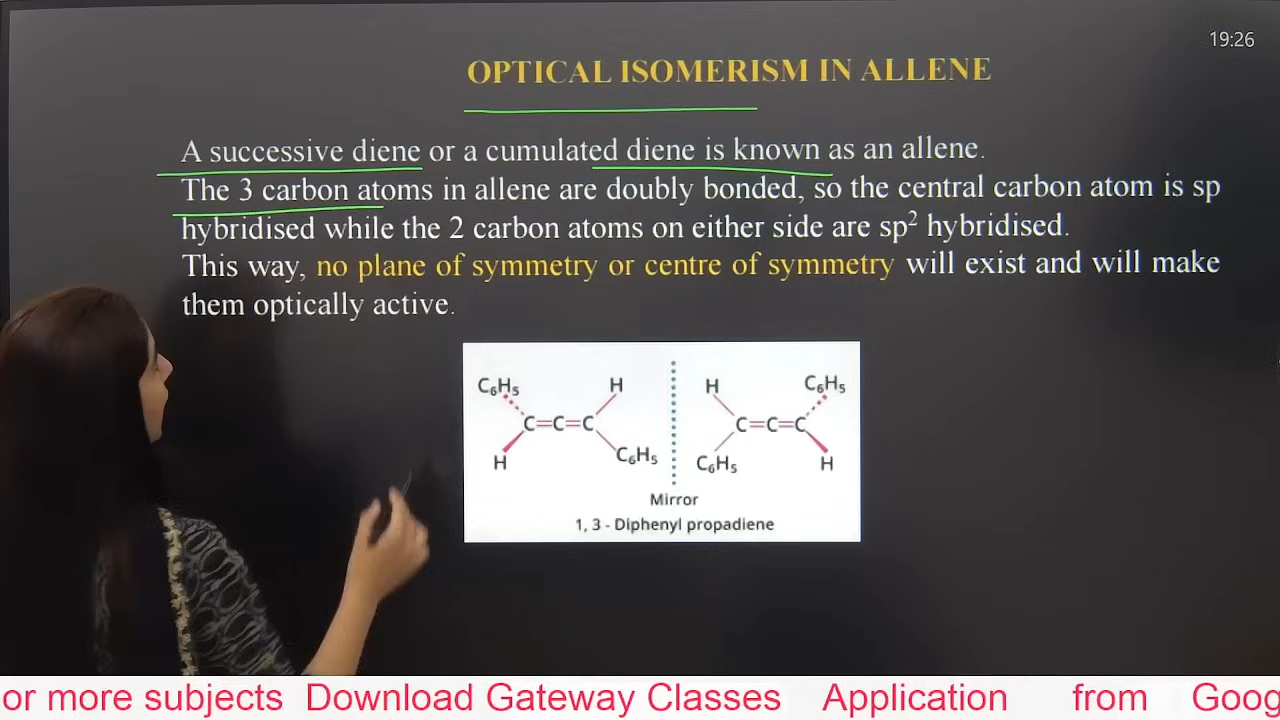 19:26
OPTICAL ISOMERISM IN ALLENE
A successive diene or a cumulated diene is known as an allene.
The 3 carbon atoms in allene are doubly bonded, so the central carbon atom is sp
hybridised while the 2 carbon atoms on either side are sp² hybridised.
This way, no plane of symmetry or centre of symmetry will exist and will make
them optically active.
C₆H₅ H H C₆H₅
C=C=C C=C=C
H C₆H₅ C₆H₅ H
Mirror
1, 3 - Diphenyl propadiene
or more subjects Download Gateway Classes Application from Goog